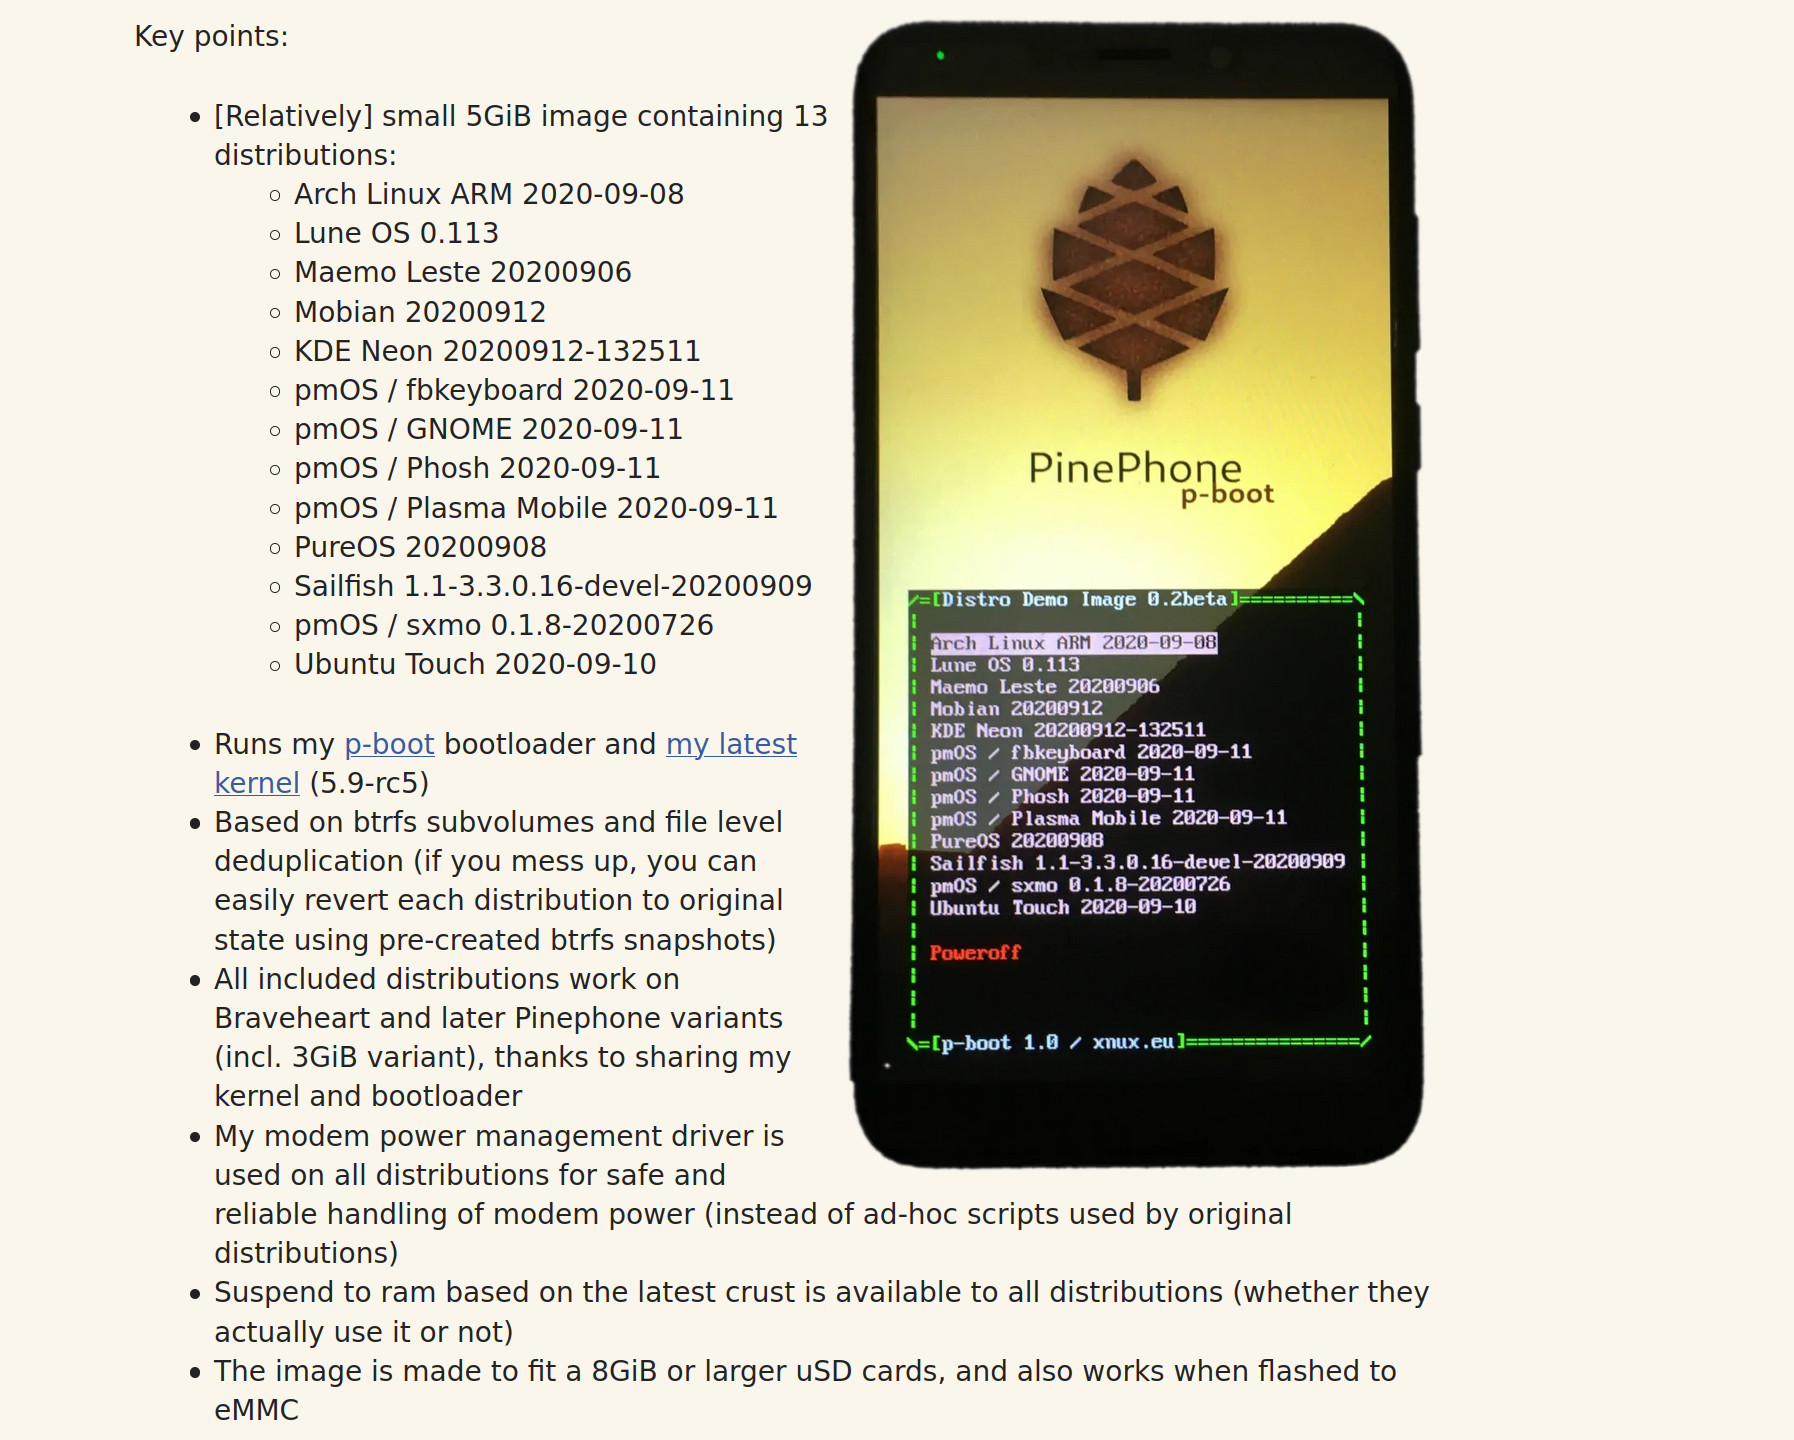 Key points:
[Relatively] small 5GiB image containing 13
distributions:
Arch Linux ARM 2020-09-08
Lune OS 0.113
Maemo Leste 20200906
Mobian 20200912
KDE Neon 20200912-132511
pmOS / fbkeyboard 2020-09-11
pmOS / GNOME 2020-09-11
pmOS / Phosh 2020-09-11
pmOS / Plasma Mobile 2020-09-11
PureOS 20200908
Sailfish 1.1-3.3.0.16-devel-20200909
pmOS / sxmo 0.1.8-20200726
Ubuntu Touch 2020-09-10
Runs my p-boot bootloader and my latest
kernel (5.9-rc5)
Based on btrfs subvolumes and file level
deduplication (if you mess up, you can
easily revert each distribution to original
state using pre-created btrfs snapshots)
All included distributions work on
Braveheart and later Pinephone variants
(incl. 3GiB variant), thanks to sharing my
kernel and bootloader
My modem power management driver is
used on all distributions for safe and
reliable handling of modem power (instead of ad-hoc scripts used by original
distributions)
Suspend to ram based on the latest crust is available to all distributions (whether they
actually use it or not)
The image is made to fit a 8GiB or larger uSD cards, and also works when flashed to
eMMC
PinePhone
p-boot
/=[Distro Demo Image 0.2beta]==========\
Arch Linux ARM 2020-09-08
Lune OS 0.113
Maemo Leste 20200906
Mobian 20200912
KDE Neon 20200912-132511
pmOS / fbkeyboard 2020-09-11
pmOS / GNOME 2020-09-11
pmOS / Phosh 2020-09-11
pmOS / Plasma Mobile 2020-09-11
PureOS 20200908
Sailfish 1.1-3.3.0.16-devel-20200909
pmOS / sxmo 0.1.8-20200726
Ubuntu Touch 2020-09-10
Poweroff
\=[p-boot 1.0 / xnux.eu]===============/